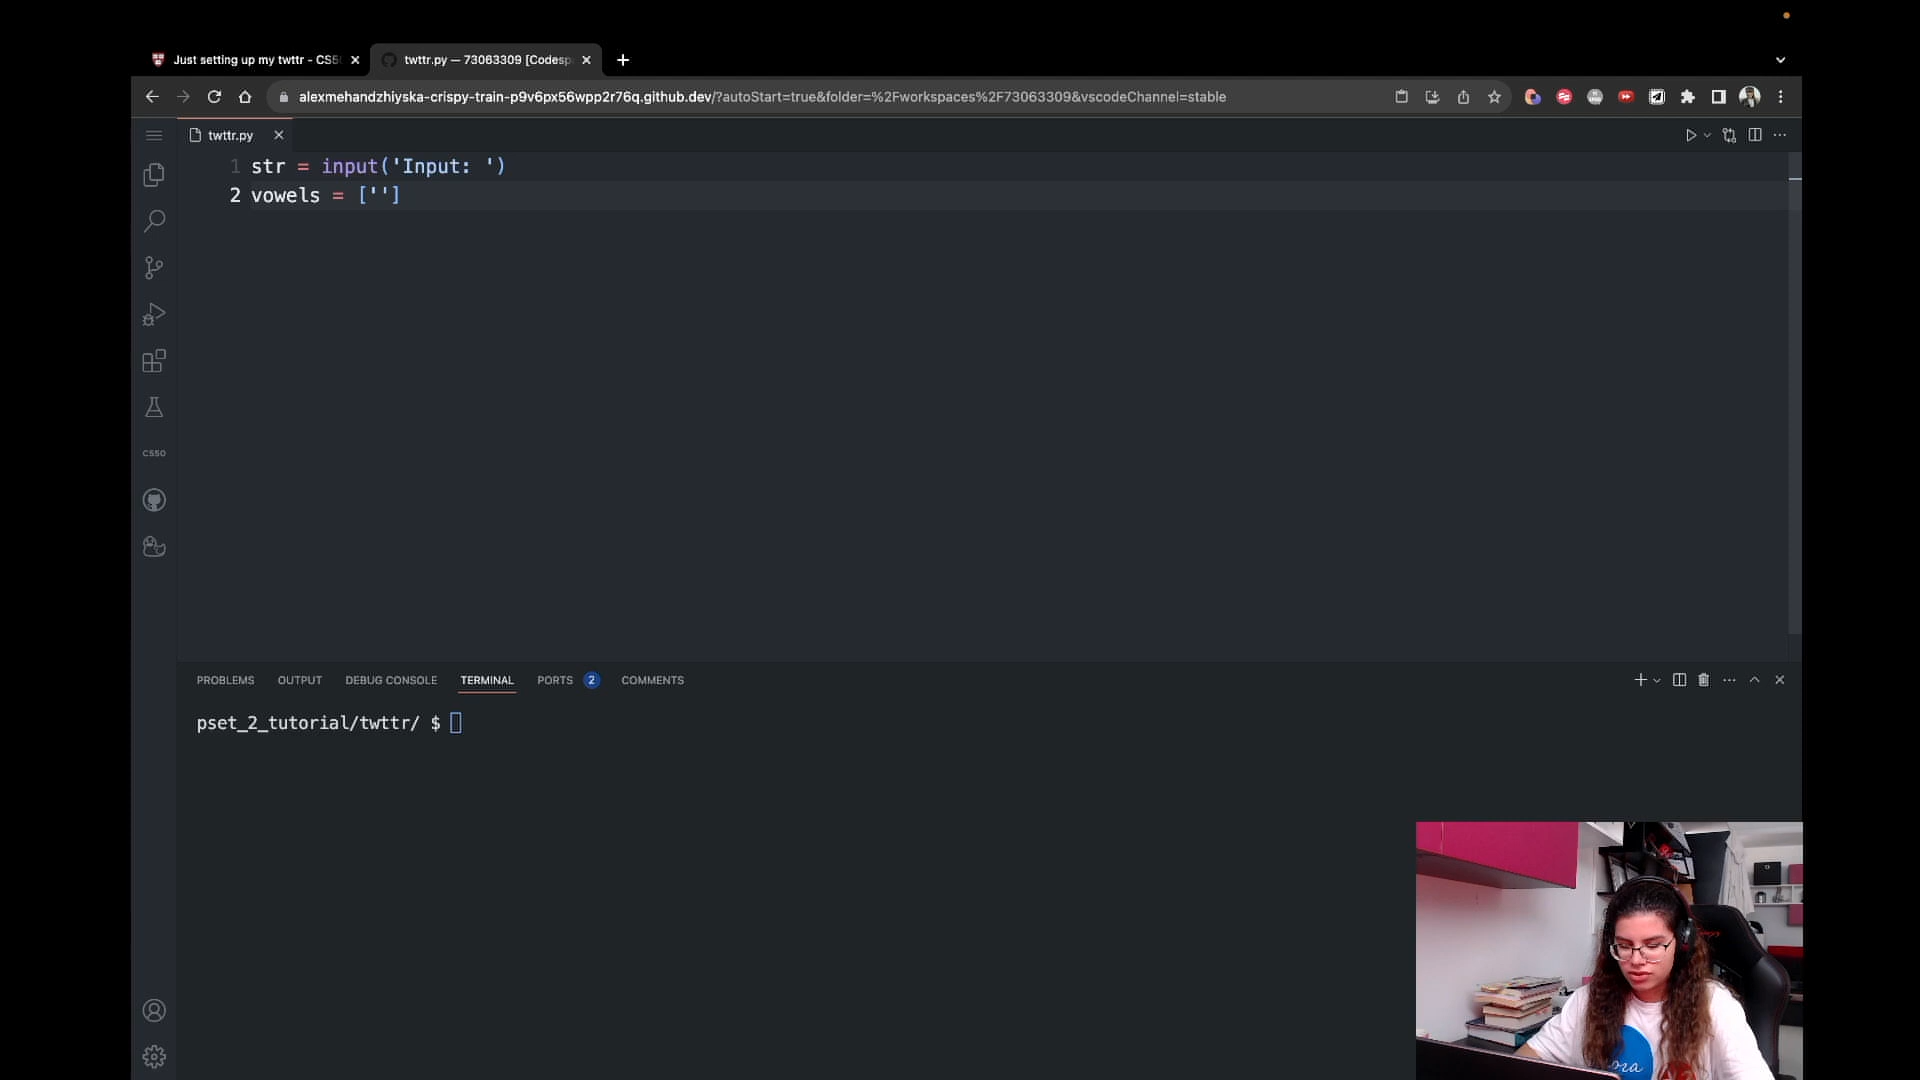 Just setting up my twttr - CS5
twttr.py — 73063309 [Codesp
alexmehandzhiyska-crispy-train-p9v6px56wpp2r76q.github.dev/?autoStart=true&folder=%2Fworkspaces%2F73063309&vscodeChannel=stable
twttr.py
1 str = input('Input: ')
2 vowels = ['']
CS50
PROBLEMS OUTPUT DEBUG CONSOLE TERMINAL PORTS 2 COMMENTS
pset_2_tutorial/twttr/ $